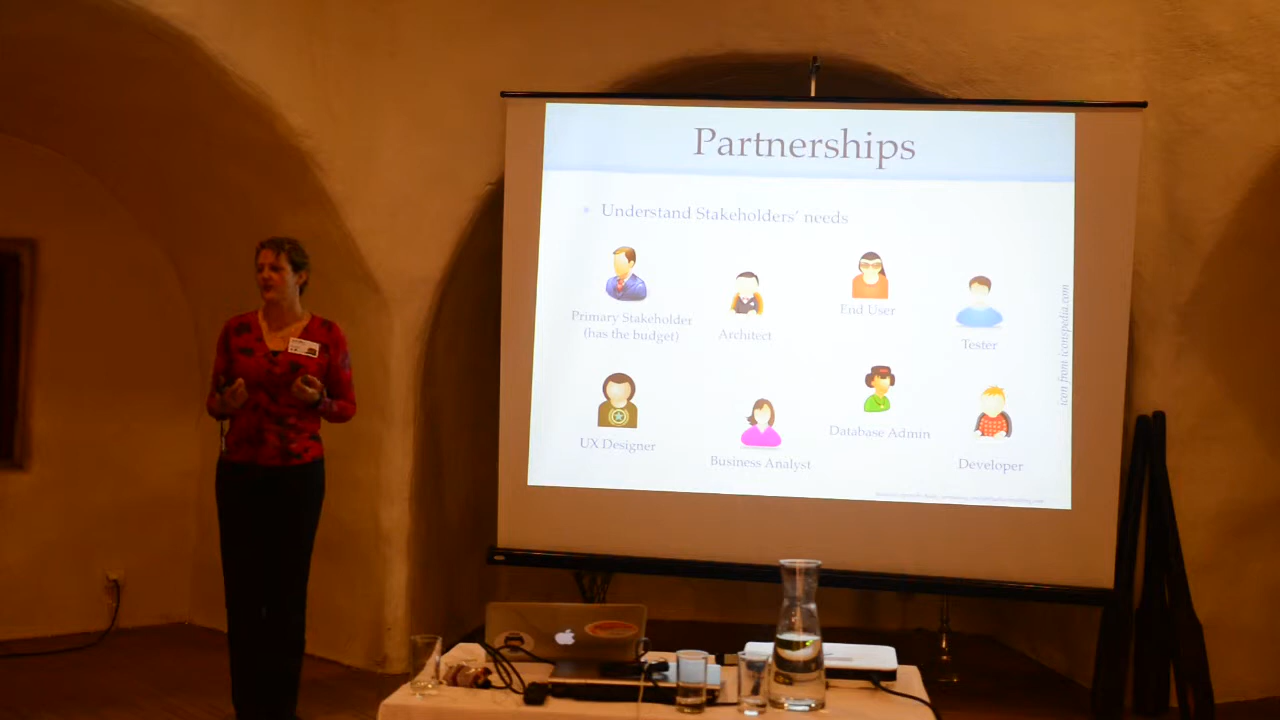 Partnerships
Understand Stakeholders' needs
Primary Stakeholder
(has the budget)
Architect
End User
Tester
UX Designer
Business Analyst
Database Admin
Developer
icon from iconspedia.com